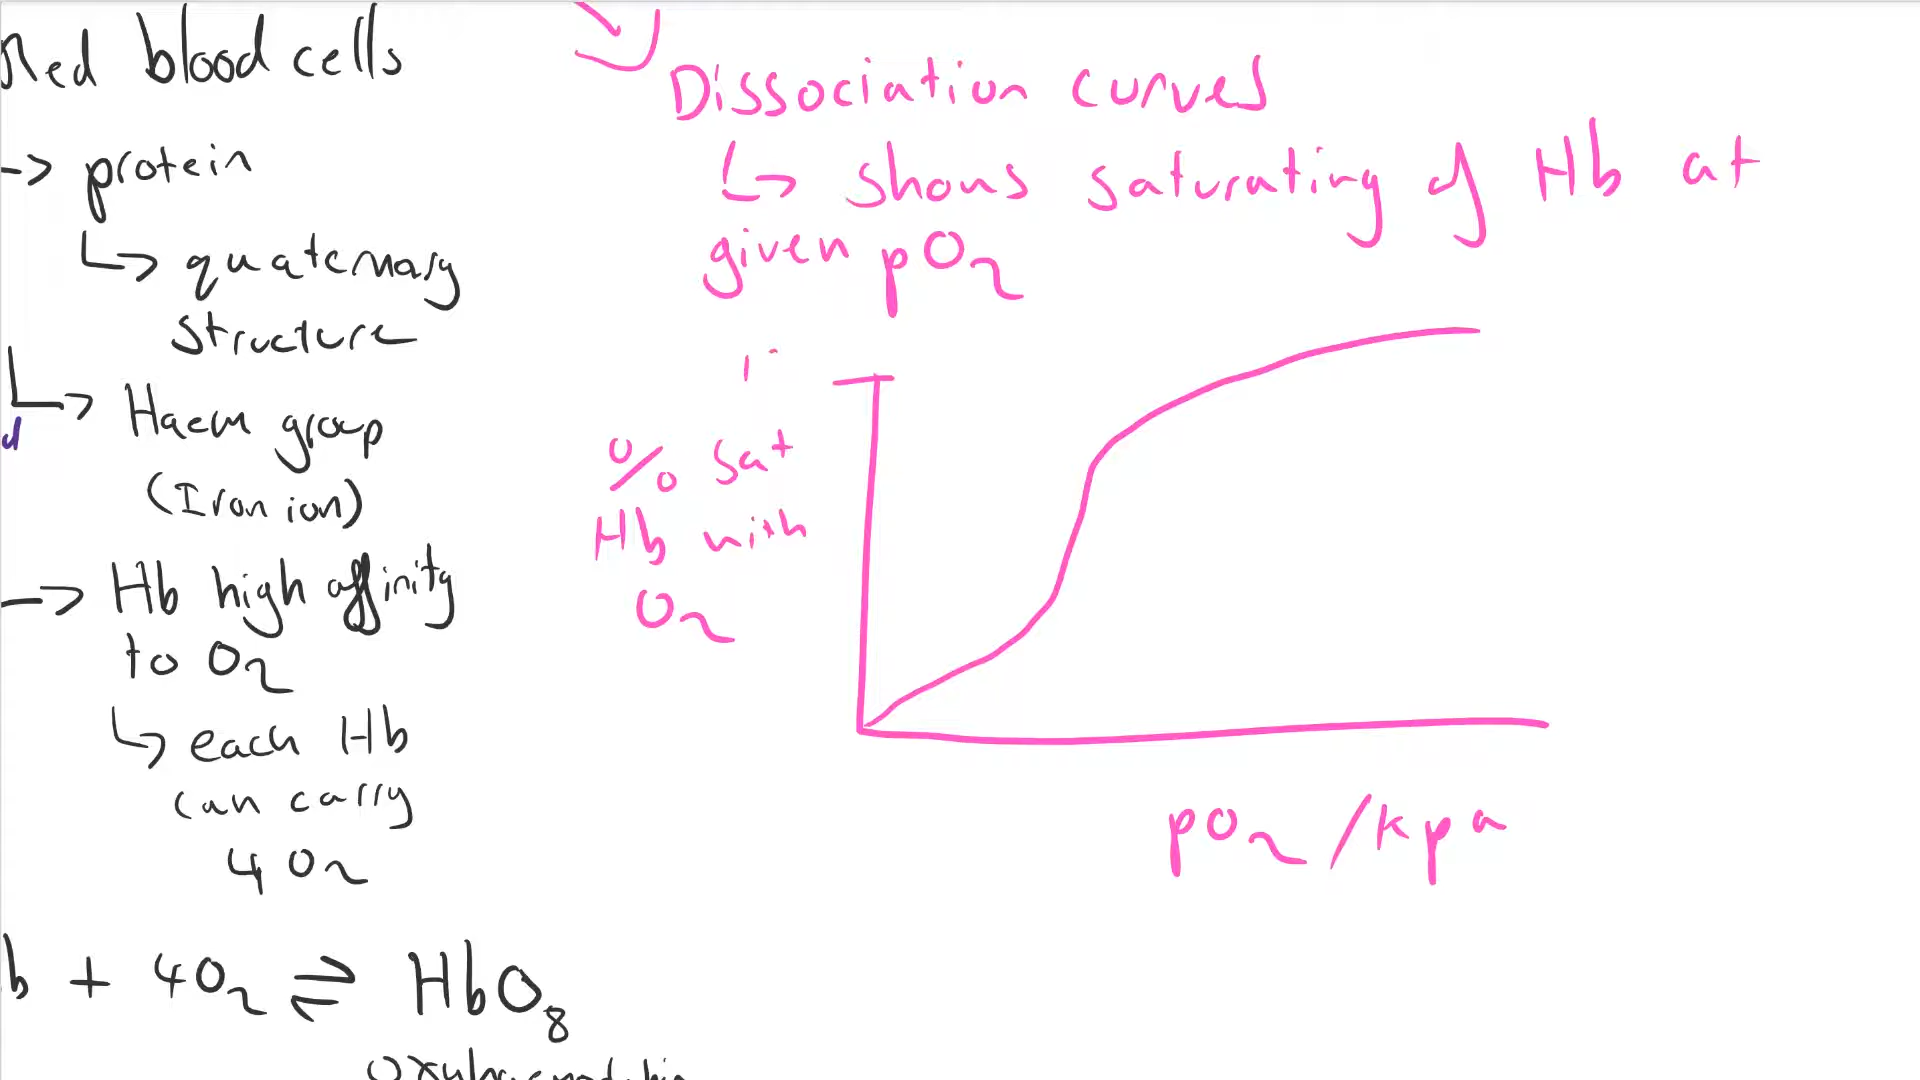 Red blood cells
-> protein
↳ quaternary
structure
↳ Haem group
(Iron ion)
-> Hb high affinity
to O₂
↳ each Hb
can carry
4 O₂
b + 4O₂ ⇌ HbO₈
Dissociation curves
↳ shows saturating of Hb at
given pO₂
% sat
Hb with
O₂
pO₂ /kpa